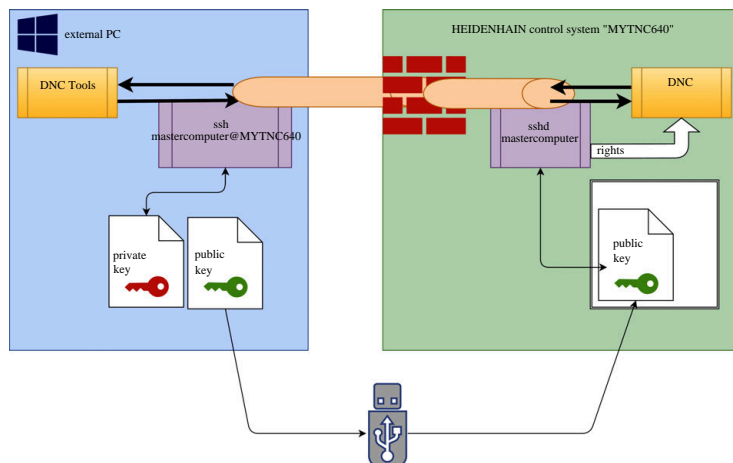 external PC
HEIDENHAIN control system "MYTNC640"
DNC Tools
DNC
ssh
mastercomputer@MYTNC640
sshd
mastercomputer
rights
private
key
public
key
public
key